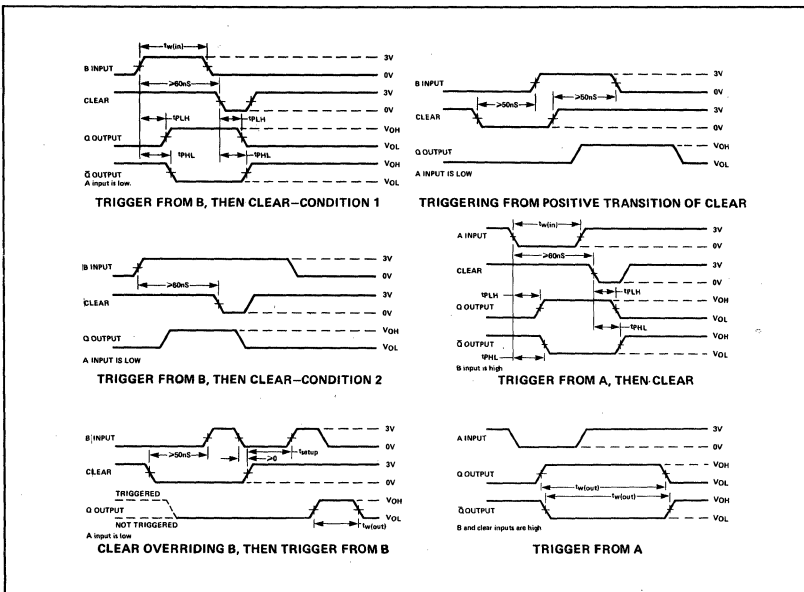 tw(in)
3V
B INPUT
0V
≥60nS
CLEAR
3V
0V
tPLH
tPLH
VOH
Q OUTPUT
VOL
tPHL
tPHL
VOH
Q̄ OUTPUT
A input is low.
VOL
TRIGGER FROM B, THEN CLEAR–CONDITION 1
3V
B INPUT
0V
≥50nS
≥50nS
3V
CLEAR
0V
VOH
Q OUTPUT
VOL
A INPUT IS LOW
TRIGGERING FROM POSITIVE TRANSITION OF CLEAR
3V
B INPUT
0V
≥60nS
3V
CLEAR
0V
VOH
Q OUTPUT
VOL
A INPUT IS LOW
TRIGGER FROM B, THEN CLEAR–CONDITION 2
tw(in)
A INPUT
3V
0V
≥60nS
CLEAR
3V
0V
tPLH
tPLH
VOH
Q OUTPUT
VOL
tPHL
VOH
Q̄ OUTPUT
tPHL
VOL
B input is high
TRIGGER FROM A, THEN CLEAR
3V
B INPUT
tsetup
0V
≥50nS
≥0
3V
CLEAR
0V
TRIGGERED
VOH
Q OUTPUT
VOL
NOT TRIGGERED
tw(out)
A input is low
CLEAR OVERRIDING B, THEN TRIGGER FROM B
3V
A INPUT
0V
VOH
Q OUTPUT
tw(out)
VOL
tw(out)
VOH
Q̄ OUTPUT
VOL
B and clear inputs are high
TRIGGER FROM A